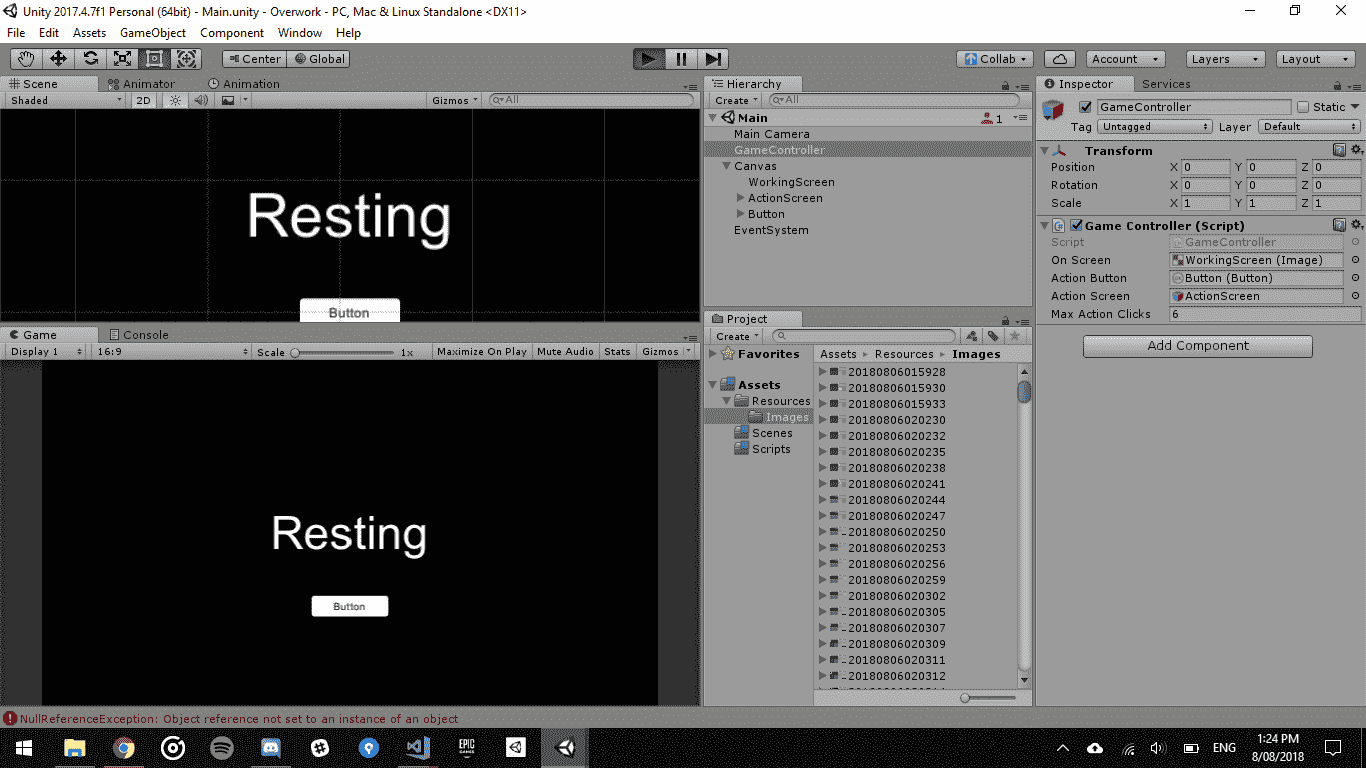 Unity 2017.4.7f1 Personal (64bit) - Main.unity - Overwork - PC, Mac & Linux Standalone <DX11>
File Edit Assets GameObject Component Window Help
Center Global Collab Account Layers Layout
Scene Animator Animation
Shaded 2D Gizmos All
Resting
Button
Game Console
Display 1 16:9 Scale 1x Maximize On Play Mute Audio Stats Gizmos
Resting
Button
Hierarchy
Create All
Main 1
Main Camera
GameController
Canvas
WorkingScreen
ActionScreen
Button
EventSystem
Project
Create
Favorites
Assets
Resources
Images
Scenes
Scripts
Assets Resources Images
20180806015928
20180806015930
20180806015933
20180806020230
20180806020232
20180806020235
20180806020238
20180806020241
20180806020244
20180806020247
20180806020250
20180806020253
20180806020256
20180806020259
20180806020302
20180806020305
20180806020307
20180806020309
20180806020311
20180806020312
Inspector Services
GameController Static
Tag Untagged Layer Default
Transform
Position X 0 Y 0 Z 0
Rotation X 0 Y 0 Z 0
Scale X 1 Y 1 Z 1
Game Controller (Script)
Script GameController
On Screen WorkingScreen (Image)
Action Button Button (Button)
Action Screen ActionScreen
Max Action Clicks 6
Add Component
NullReferenceException: Object reference not set to an instance of an object
EPIC
GAMES
ENG
1:24 PM
8/08/2018